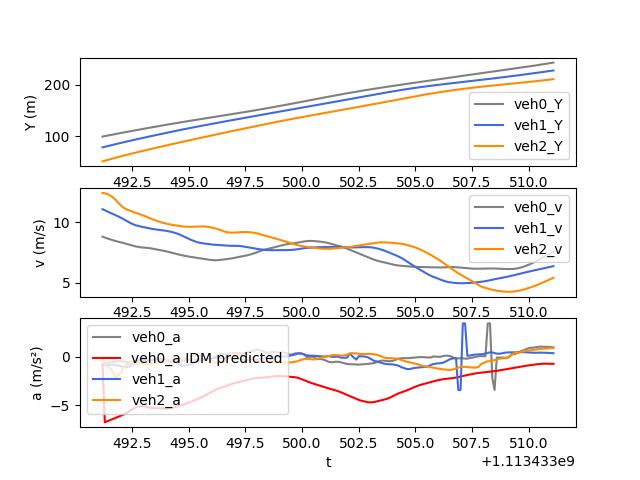 200
100
Y (m)
veh0_Y
veh1_Y
veh2_Y
492.5 495.0 497.5 500.0 502.5 505.0 507.5 510.0
10
5
v (m/s)
veh0_v
veh1_v
veh2_v
492.5 495.0 497.5 500.0 502.5 505.0 507.5 510.0
0
−5
a (m/s²)
veh0_a
veh0_a IDM predicted
veh1_a
veh2_a
492.5 495.0 497.5 500.0 502.5 505.0 507.5 510.0
t
+1.113433e9